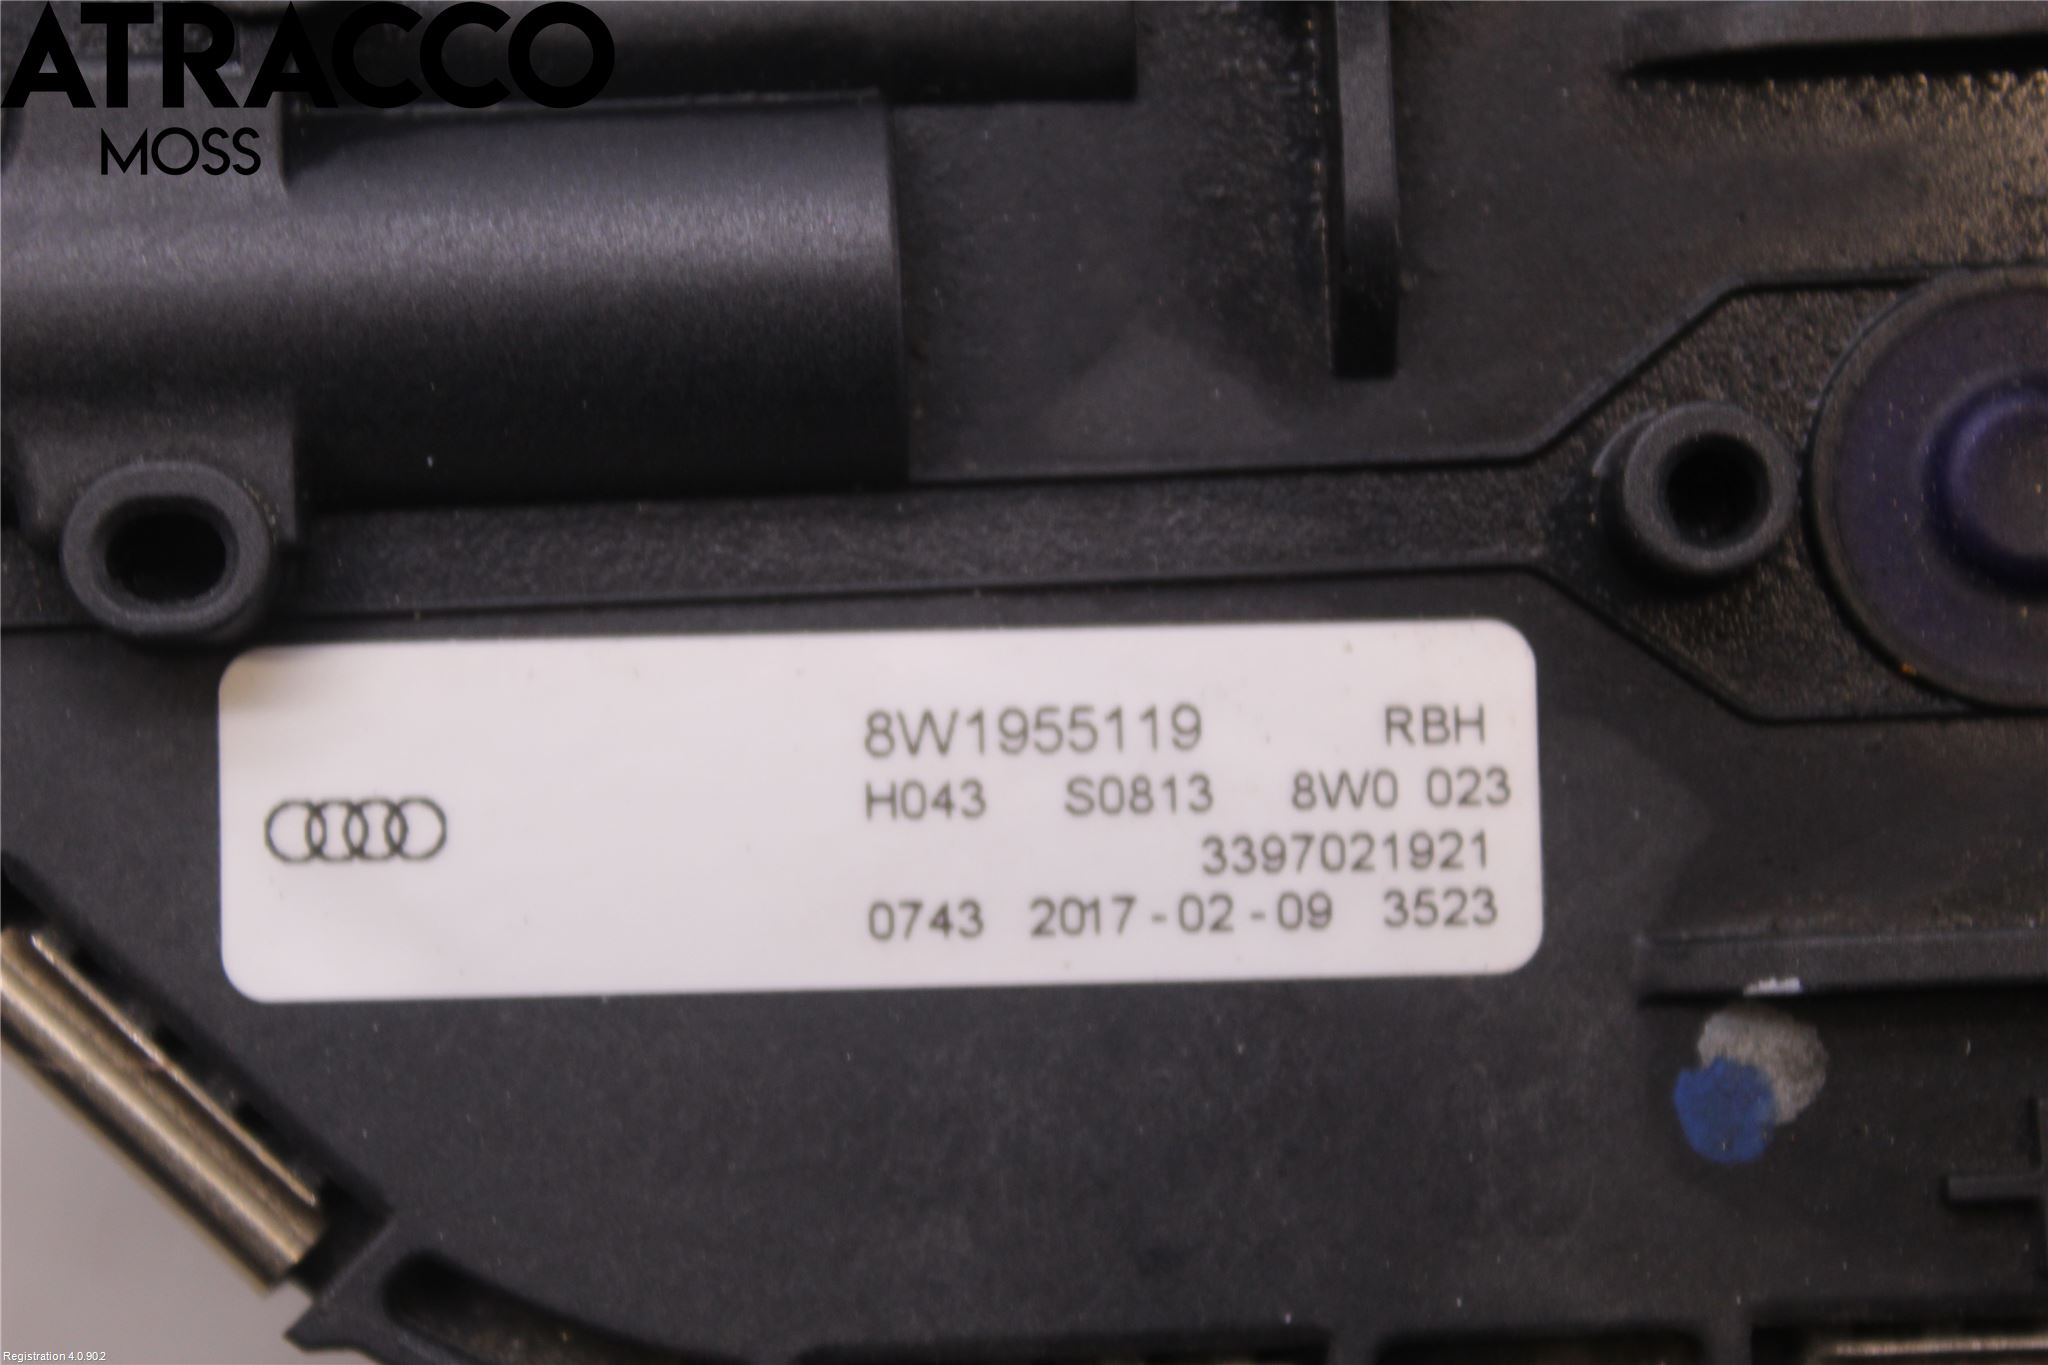 ATRACCO
MOSS
8W1955119 RBH
H043 S0813 8W0 023
3397021921
0743 2017-02-09 3523
Registration 4.0.902